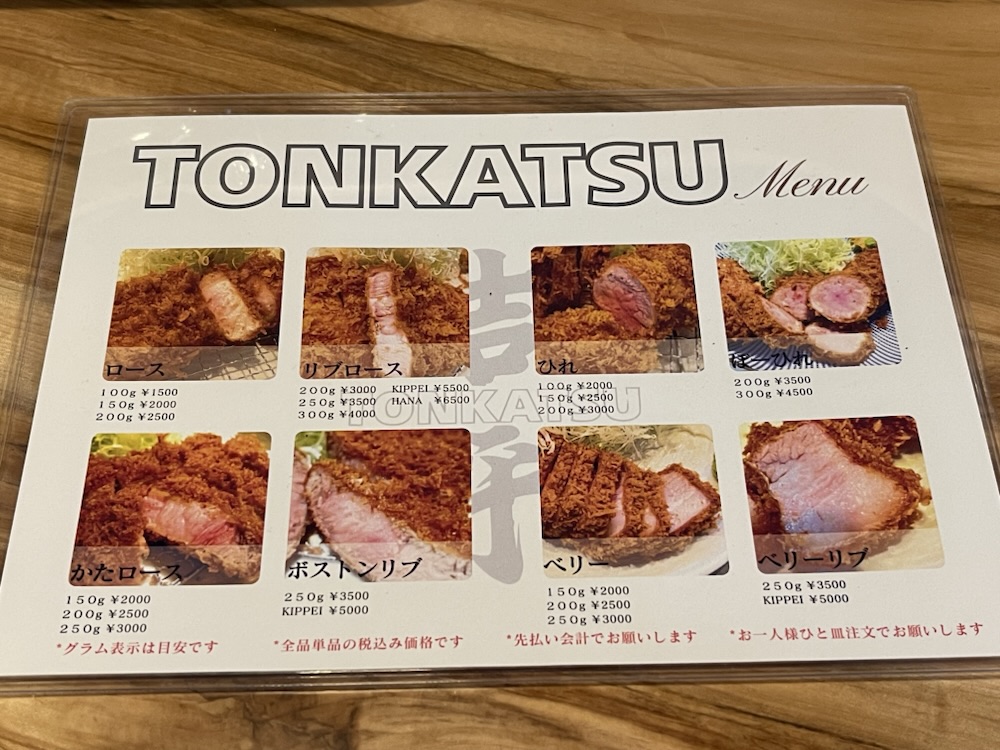 TONKATSU Menu
吉平
TONKATSU
ロース
100g ¥1500
150g ¥2000
200g ¥2500
リブロース
200g ¥3000 KIPPEI ¥5500
250g ¥3500 HANA ¥6500
300g ¥4000
ひれ
100g ¥2000
150g ¥2500
200g ¥3000
ほーひれ
200g ¥3500
300g ¥4500
かたロース
150g ¥2000
200g ¥2500
250g ¥3000
ボストンリブ
250g ¥3500
KIPPEI ¥5000
ベリー
150g ¥2000
200g ¥2500
250g ¥3000
ベリーリブ
250g ¥3500
KIPPEI ¥5000
*グラム表示は目安です *全品単品の税込み価格です *先払い会計でお願いします *お一人様ひと皿注文でお願いします